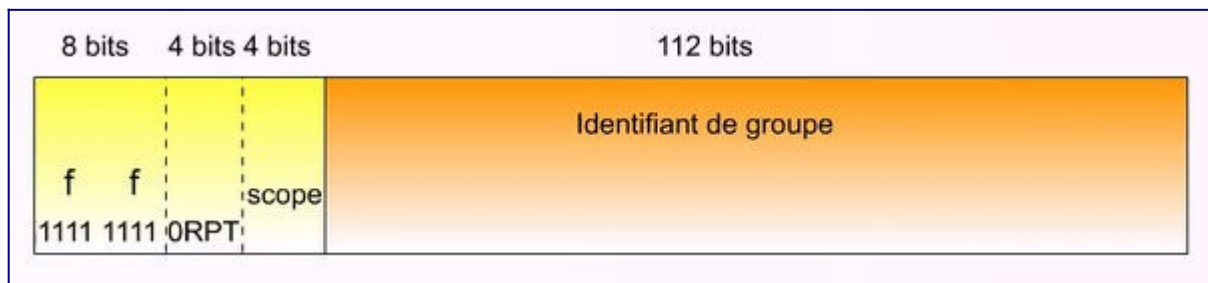 8 bits 4 bits 4 bits 112 bits
Identifiant de groupe
f f
scope
1111 1111 0RPT